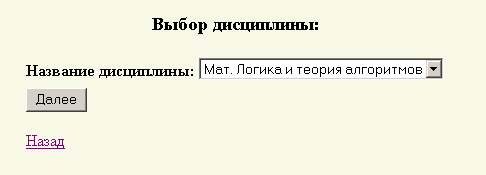 Выбор дисциплины:
Название дисциплины: Мат. Логика и теория алгоритмов
Далее
Назад